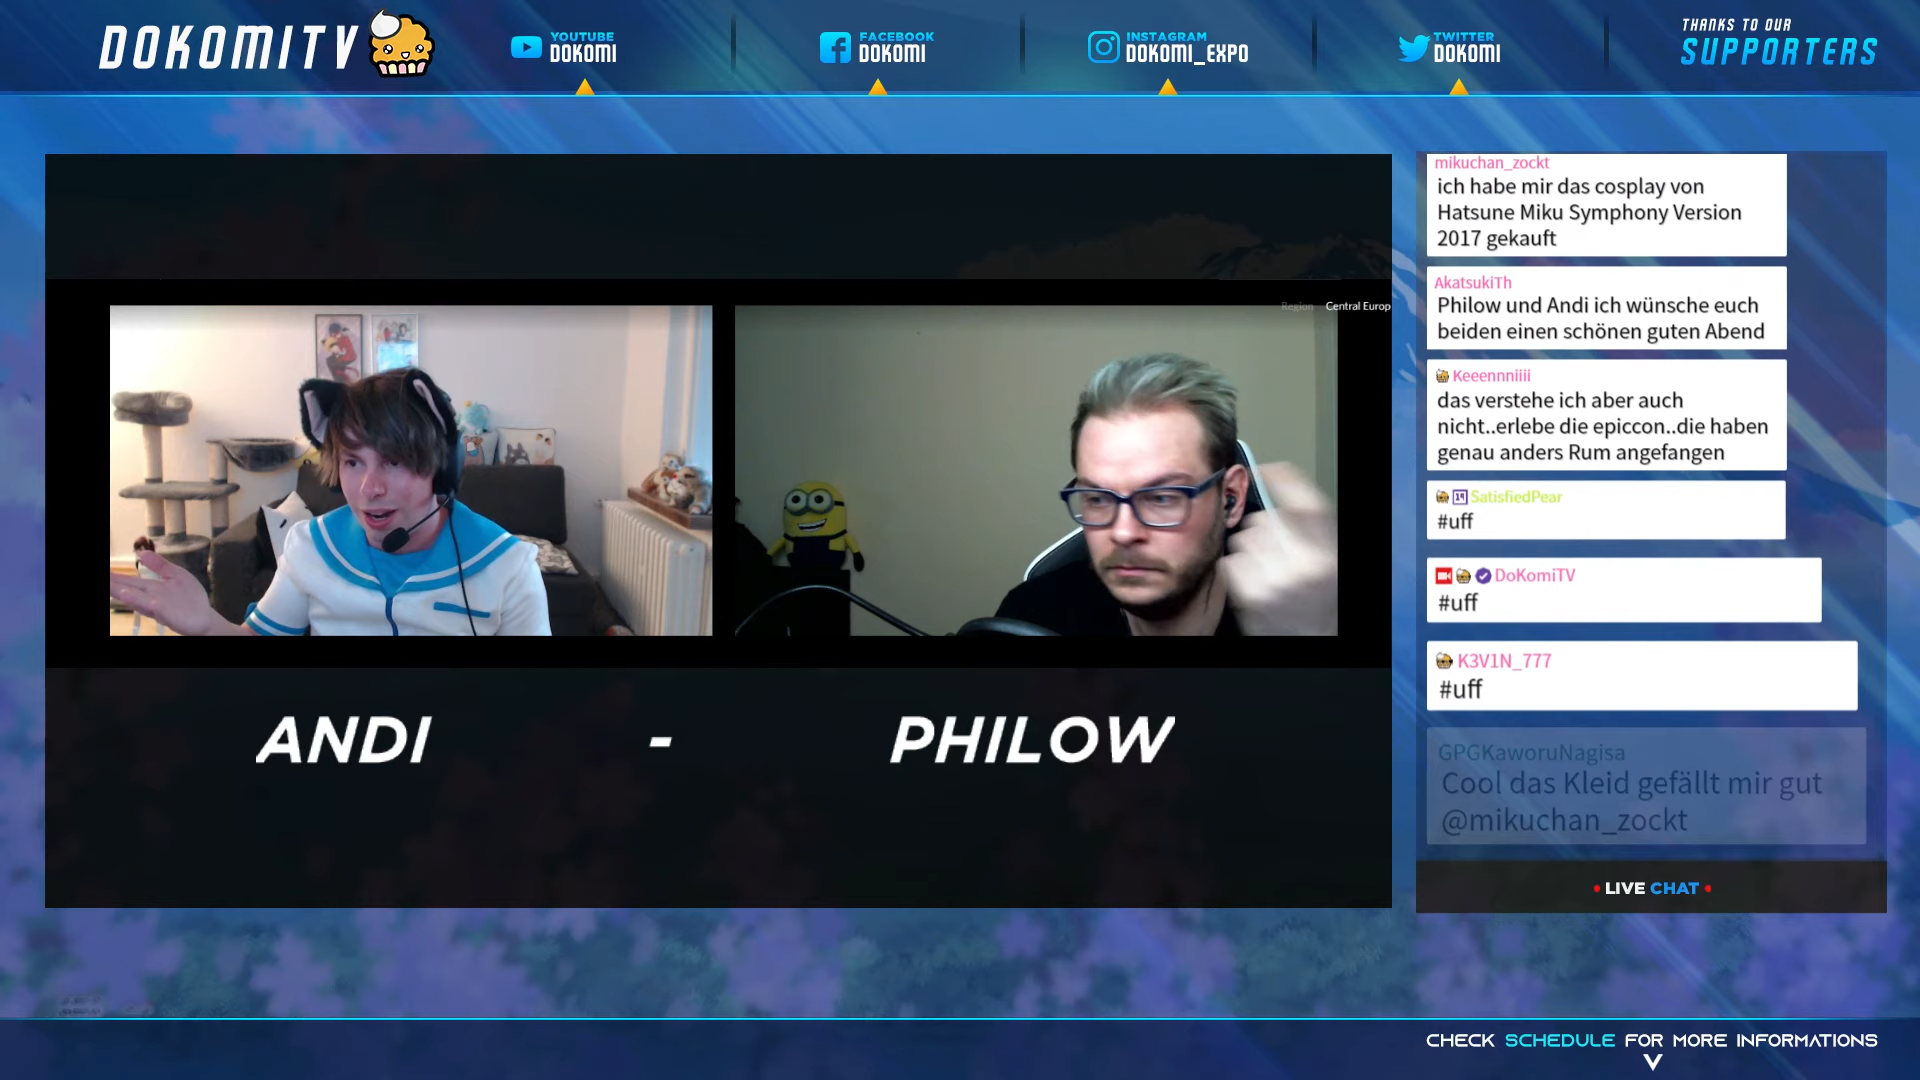 DOKOMITV
YOUTUBE
DOKOMI
FACEBOOK
DOKOMI
INSTAGRAM
DOKOMI_EXPO
TWITTER
DOKOMI
THANKS TO OUR
SUPPORTERS
Region Central Europ
ANDI - PHILOW
mikuchan_zockt
ich habe mir das cosplay von
Hatsune Miku Symphony Version
2017 gekauft
AkatsukiTh
Philow und Andi ich wünsche euch
beiden einen schönen guten Abend
Keeennniiii
das verstehe ich aber auch
nicht..erlebe die epiccon..die haben
genau anders Rum angefangen
19 SatisfiedPear
#uff
DoKomiTV
#uff
K3V1N_777
#uff
GPGKaworuNagisa
Cool das Kleid gefällt mir gut
@mikuchan_zockt
• LIVE CHAT •
CHECK SCHEDULE FOR MORE INFORMATIONS